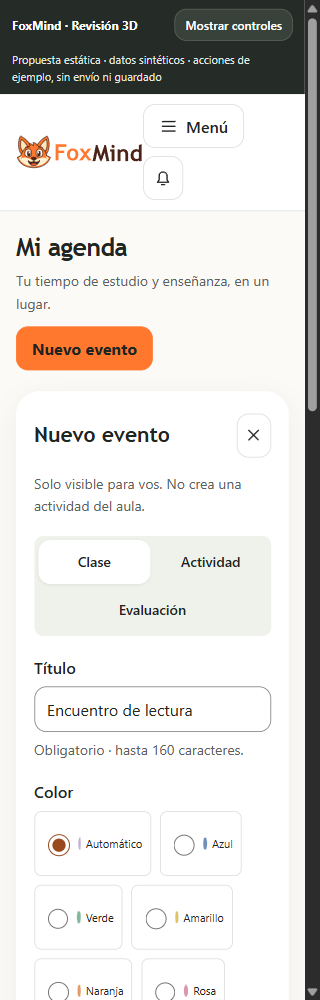 FoxMind · Revisión 3D
Mostrar controles
Propuesta estática · datos sintéticos · acciones de
ejemplo, sin envío ni guardado
FoxMind
Menú
Mi agenda
Tu tiempo de estudio y enseñanza, en un
lugar.
Nuevo evento
Nuevo evento
Solo visible para vos. No crea una
actividad del aula.
Clase
Actividad
Evaluación
Título
Encuentro de lectura
Obligatorio · hasta 160 caracteres.
Color
Automático
Azul
Verde
Amarillo
Naranja
Rosa